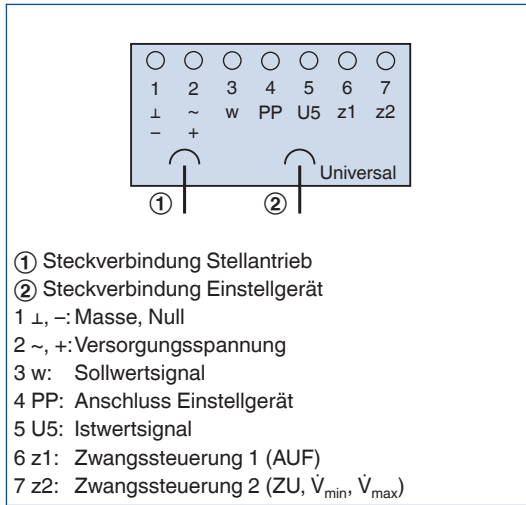 1 2 3 4 5 6 7
⊥ ~ w PP U5 z1 z2
– +
Universal
① ②
① Steckverbindung Stellantrieb
② Steckverbindung Einstellgerät
1 ⊥, –: Masse, Null
2 ~, +: Versorgungsspannung
3 w: Sollwertsignal
4 PP: Anschluss Einstellgerät
5 U5: Istwertsignal
6 z1: Zwangssteuerung 1 (AUF)
7 z2: Zwangssteuerung 2 (ZU, V̇min, V̇max)